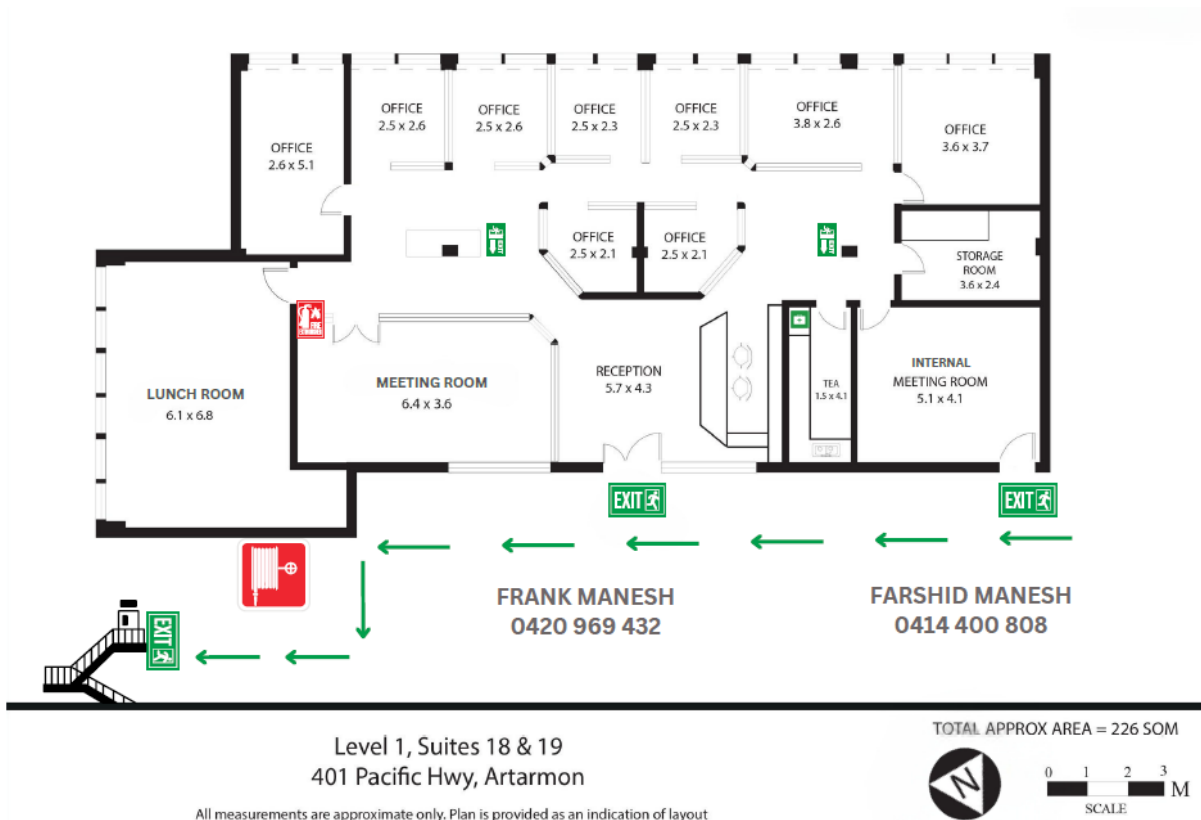 OFFICE
2.6 x 5.1
OFFICE
2.5 x 2.6
OFFICE
2.5 x 2.6
OFFICE
2.5 x 2.3
OFFICE
2.5 x 2.3
OFFICE
3.8 x 2.6
OFFICE
3.6 x 3.7
EXIT
OFFICE
2.5 x 2.1
OFFICE
2.5 x 2.1
EXIT
STORAGE
ROOM
3.6 x 2.4
FIRE
LUNCH ROOM
6.1 x 6.8
MEETING ROOM
6.4 x 3.6
RECEPTION
5.7 x 4.3
TEA
1.5 x 4.1
INTERNAL
MEETING ROOM
5.1 x 4.1
EXIT
EXIT
FRANK MANESH
0420 969 432
FARSHID MANESH
0414 400 808
EXIT
Level 1, Suites 18 & 19
401 Pacific Hwy, Artarmon
All measurements are approximate only. Plan is provided as an indication of layout
TOTAL APPROX AREA = 226 SOM
N
0 1 2 3 M
SCALE